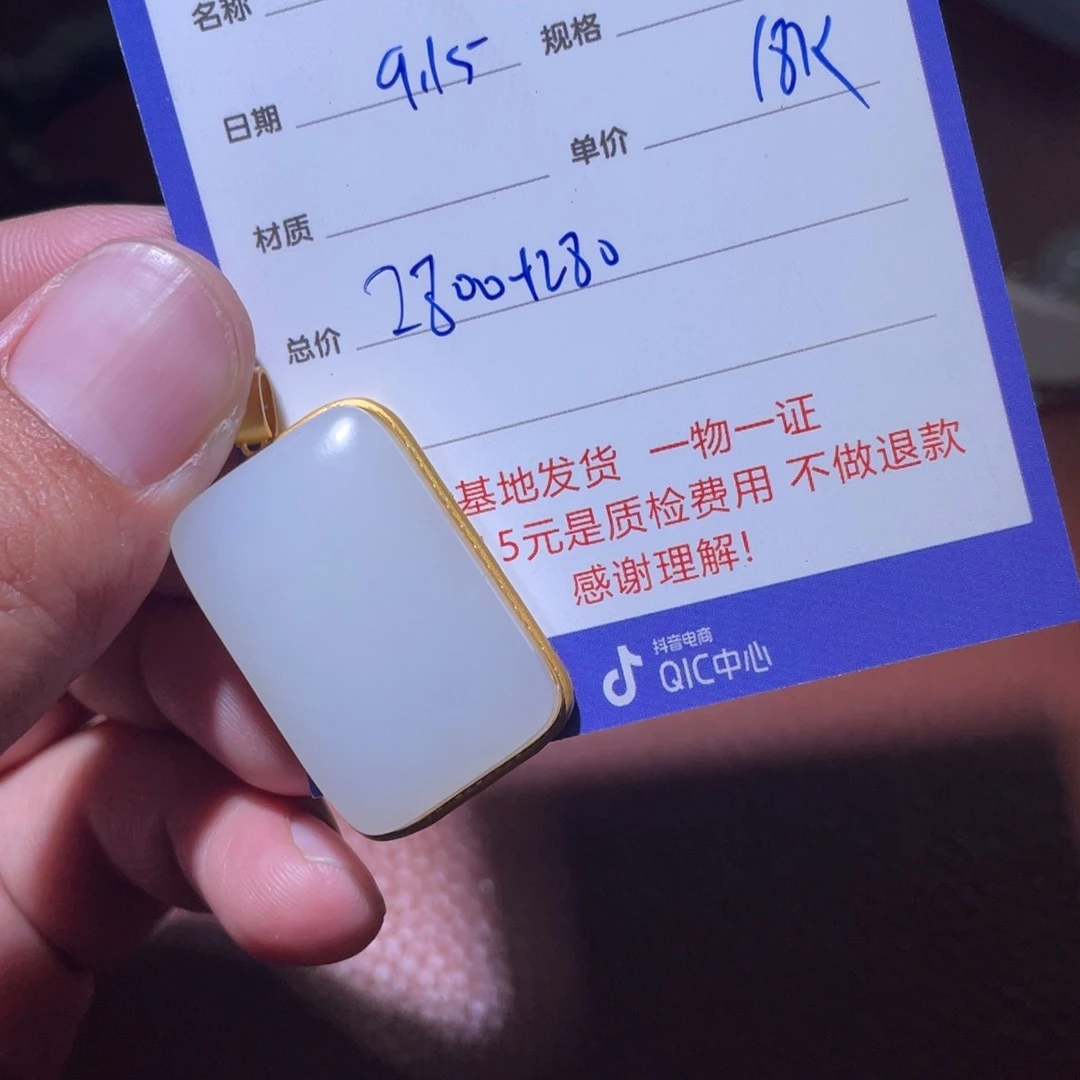 名称
规格 18K
日期 9.15
单价
材质
总价 2800+280
基地发货 一物一证
5元是质检费用 不做退款
感谢理解!
抖音电商
QIC中心